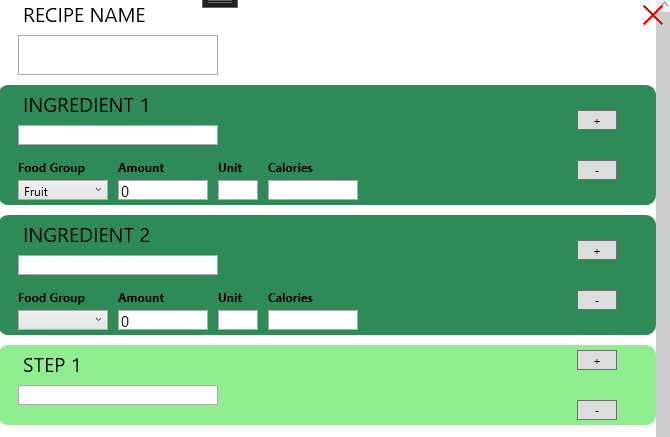 RECIPE NAME
INGREDIENT 1
+
Food Group Amount Unit Calories
-
Fruit 0
INGREDIENT 2
+
Food Group Amount Unit Calories
-
0
STEP 1
+
-